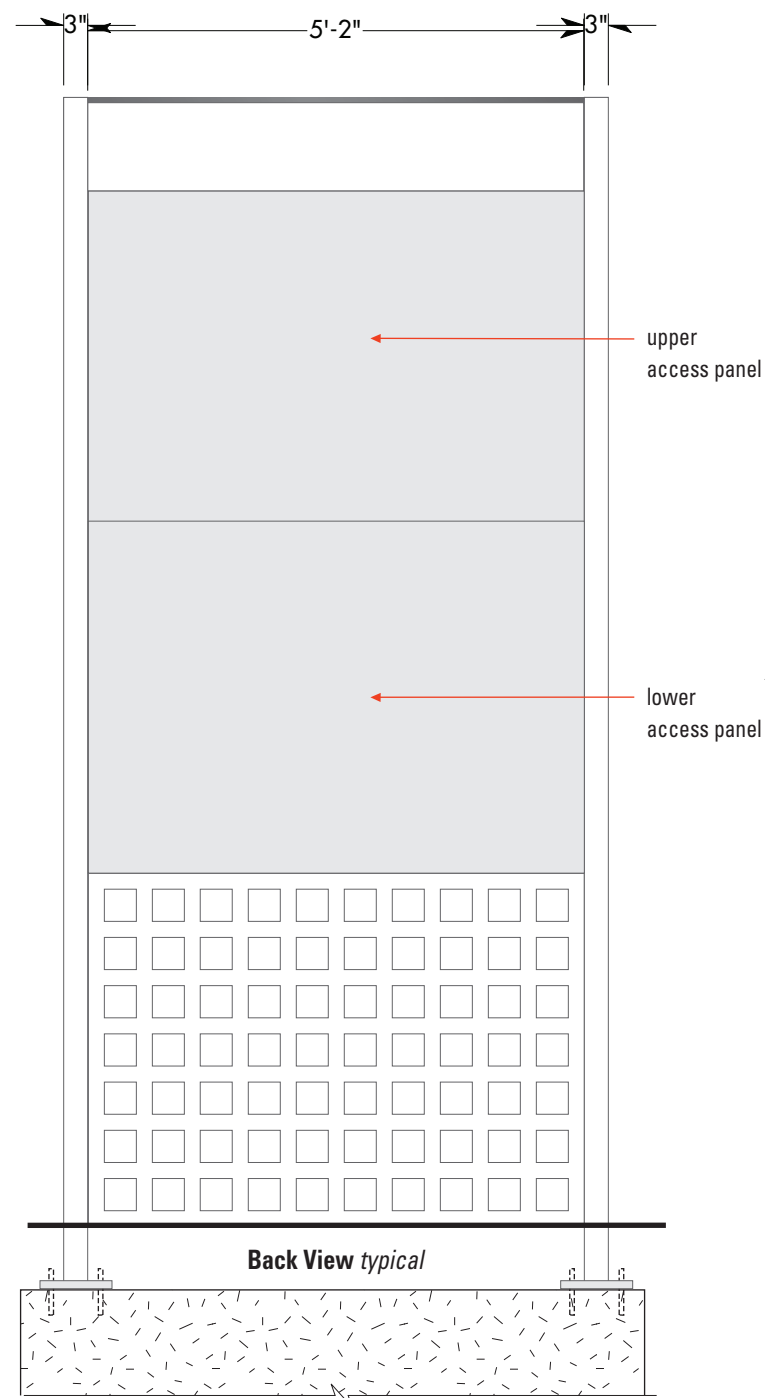 3" 5'-2" 3"
upper
access panel
lower
access panel
Back View typical